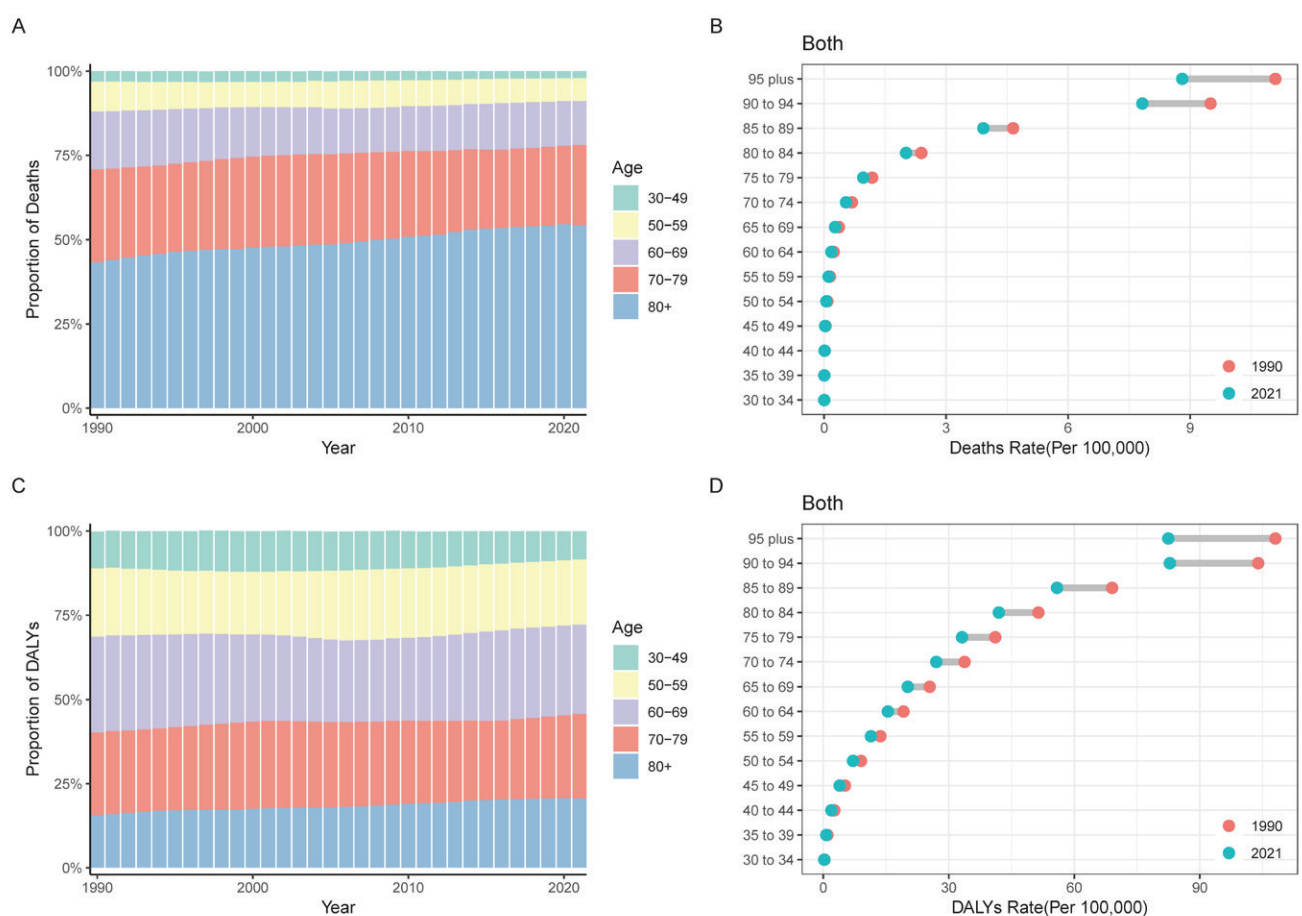 A
100%
75%
50%
25%
0%
Proportion of Deaths
1990
2000
2010
2020
Year
Age
30−49
50−59
60−69
70−79
80+
B
Both
95 plus
90 to 94
85 to 89
80 to 84
75 to 79
70 to 74
65 to 69
60 to 64
55 to 59
50 to 54
45 to 49
40 to 44
35 to 39
30 to 34
1990
2021
0
3
6
9
Deaths Rate(Per 100,000)
C
100%
75%
50%
25%
0%
Proportion of DALYs
1990
2000
2010
2020
Year
Age
30−49
50−59
60−69
70−79
80+
D
Both
95 plus
90 to 94
85 to 89
80 to 84
75 to 79
70 to 74
65 to 69
60 to 64
55 to 59
50 to 54
45 to 49
40 to 44
35 to 39
30 to 34
1990
2021
0
30
60
90
DALYs Rate(Per 100,000)